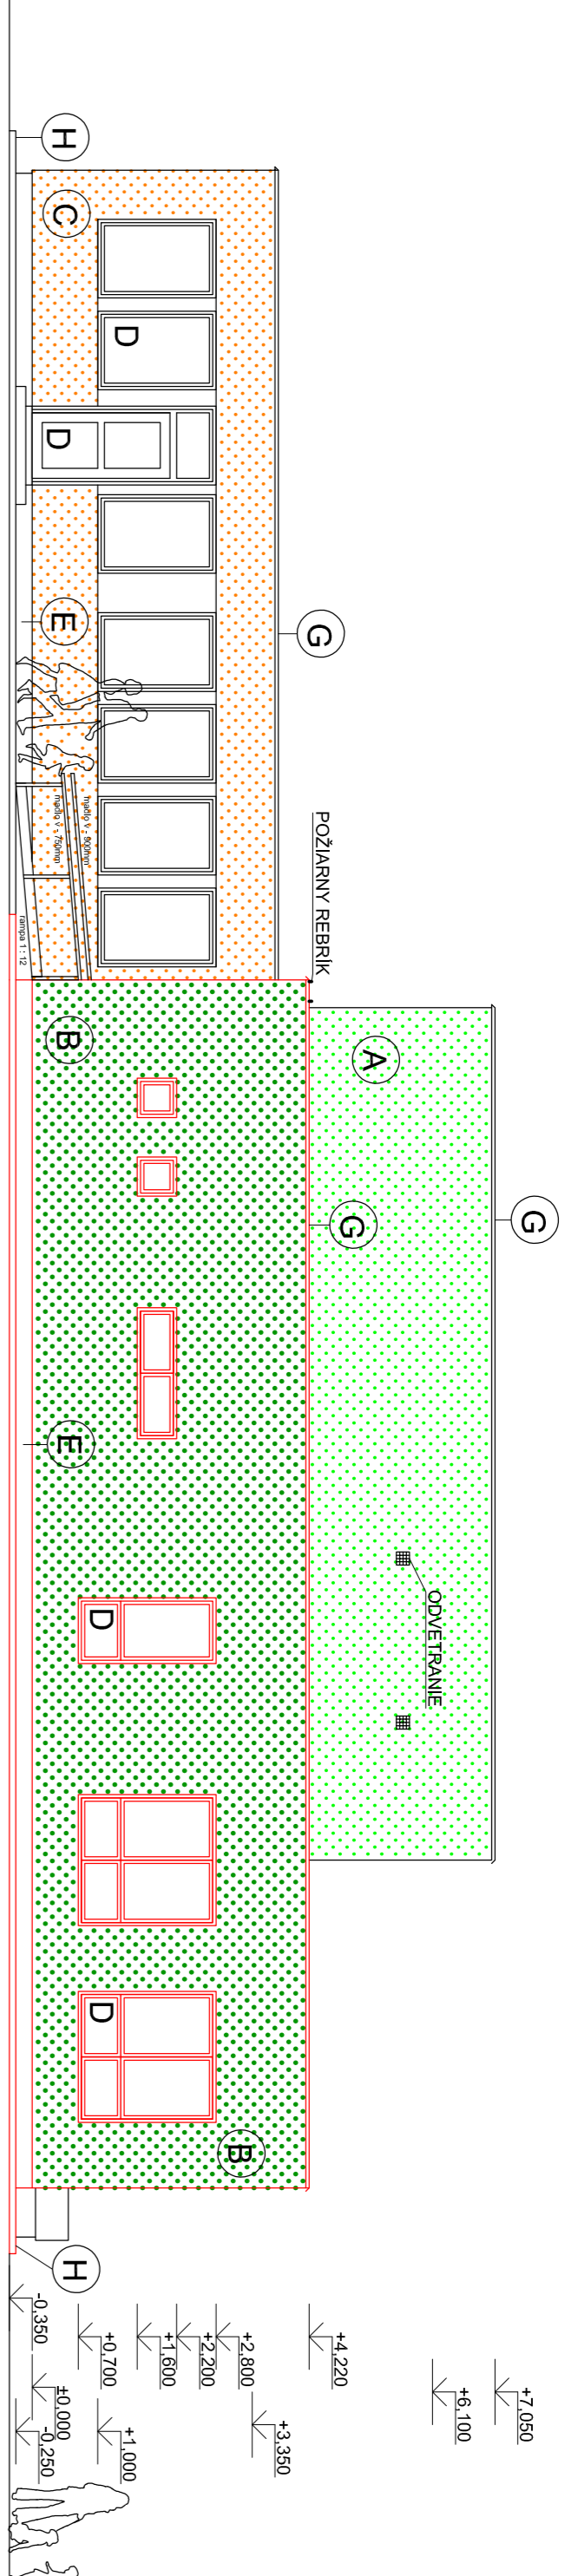 H
C
D
D
E
G
madlo v - 900mm
madlo v - 750mm
rampa 1 : 12
POŽIARNY REBRÍK
B
A
G
G
E
ODVETRANIE
D
D
B
H
+7,050
+6,100
+4,220
+3,350
+2,800
+2,200
+1,600
+1,000
+0,700
±0,000
-0,250
-0,350